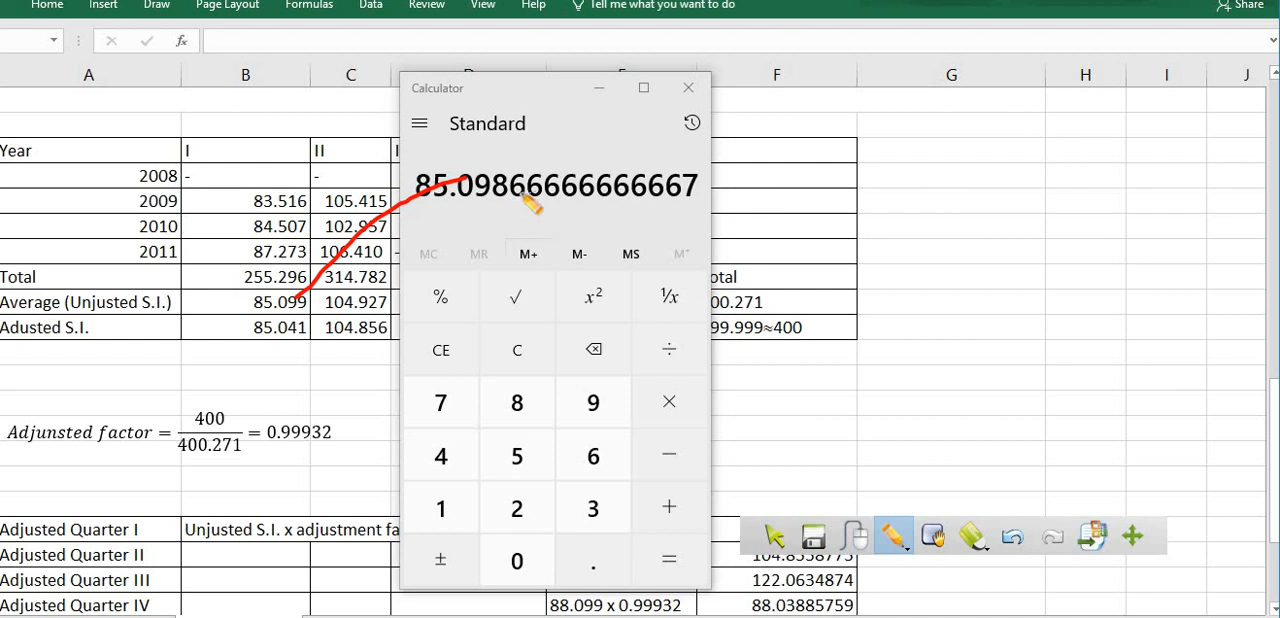 Home Insert Draw Page Layout Formulas Data Review View Help Tell me what you want to do Share
fx
A B C F G H I J
Calculator
Standard
85.09866666666667
MC MR M+ M- MS
% √ x² ¹/x
CE C ÷
7 8 9 ×
4 5 6 −
1 2 3 +
± 0 . =
Year I II
2008 - -
2009 83.516 105.415
2010 84.507 102.957
2011 87.273 106.410
Total 255.296 314.782
Average (Unjusted S.I.) 85.099 104.927 00.271
Adusted S.I. 85.041 104.856 99.999≈400
Adjunsted factor = 400/400.271 = 0.99932
Adjusted Quarter I Unjusted S.I. x adjustment fa
Adjusted Quarter II
Adjusted Quarter III 122.0634874
Adjusted Quarter IV 88.099 x 0.99932 88.03885759